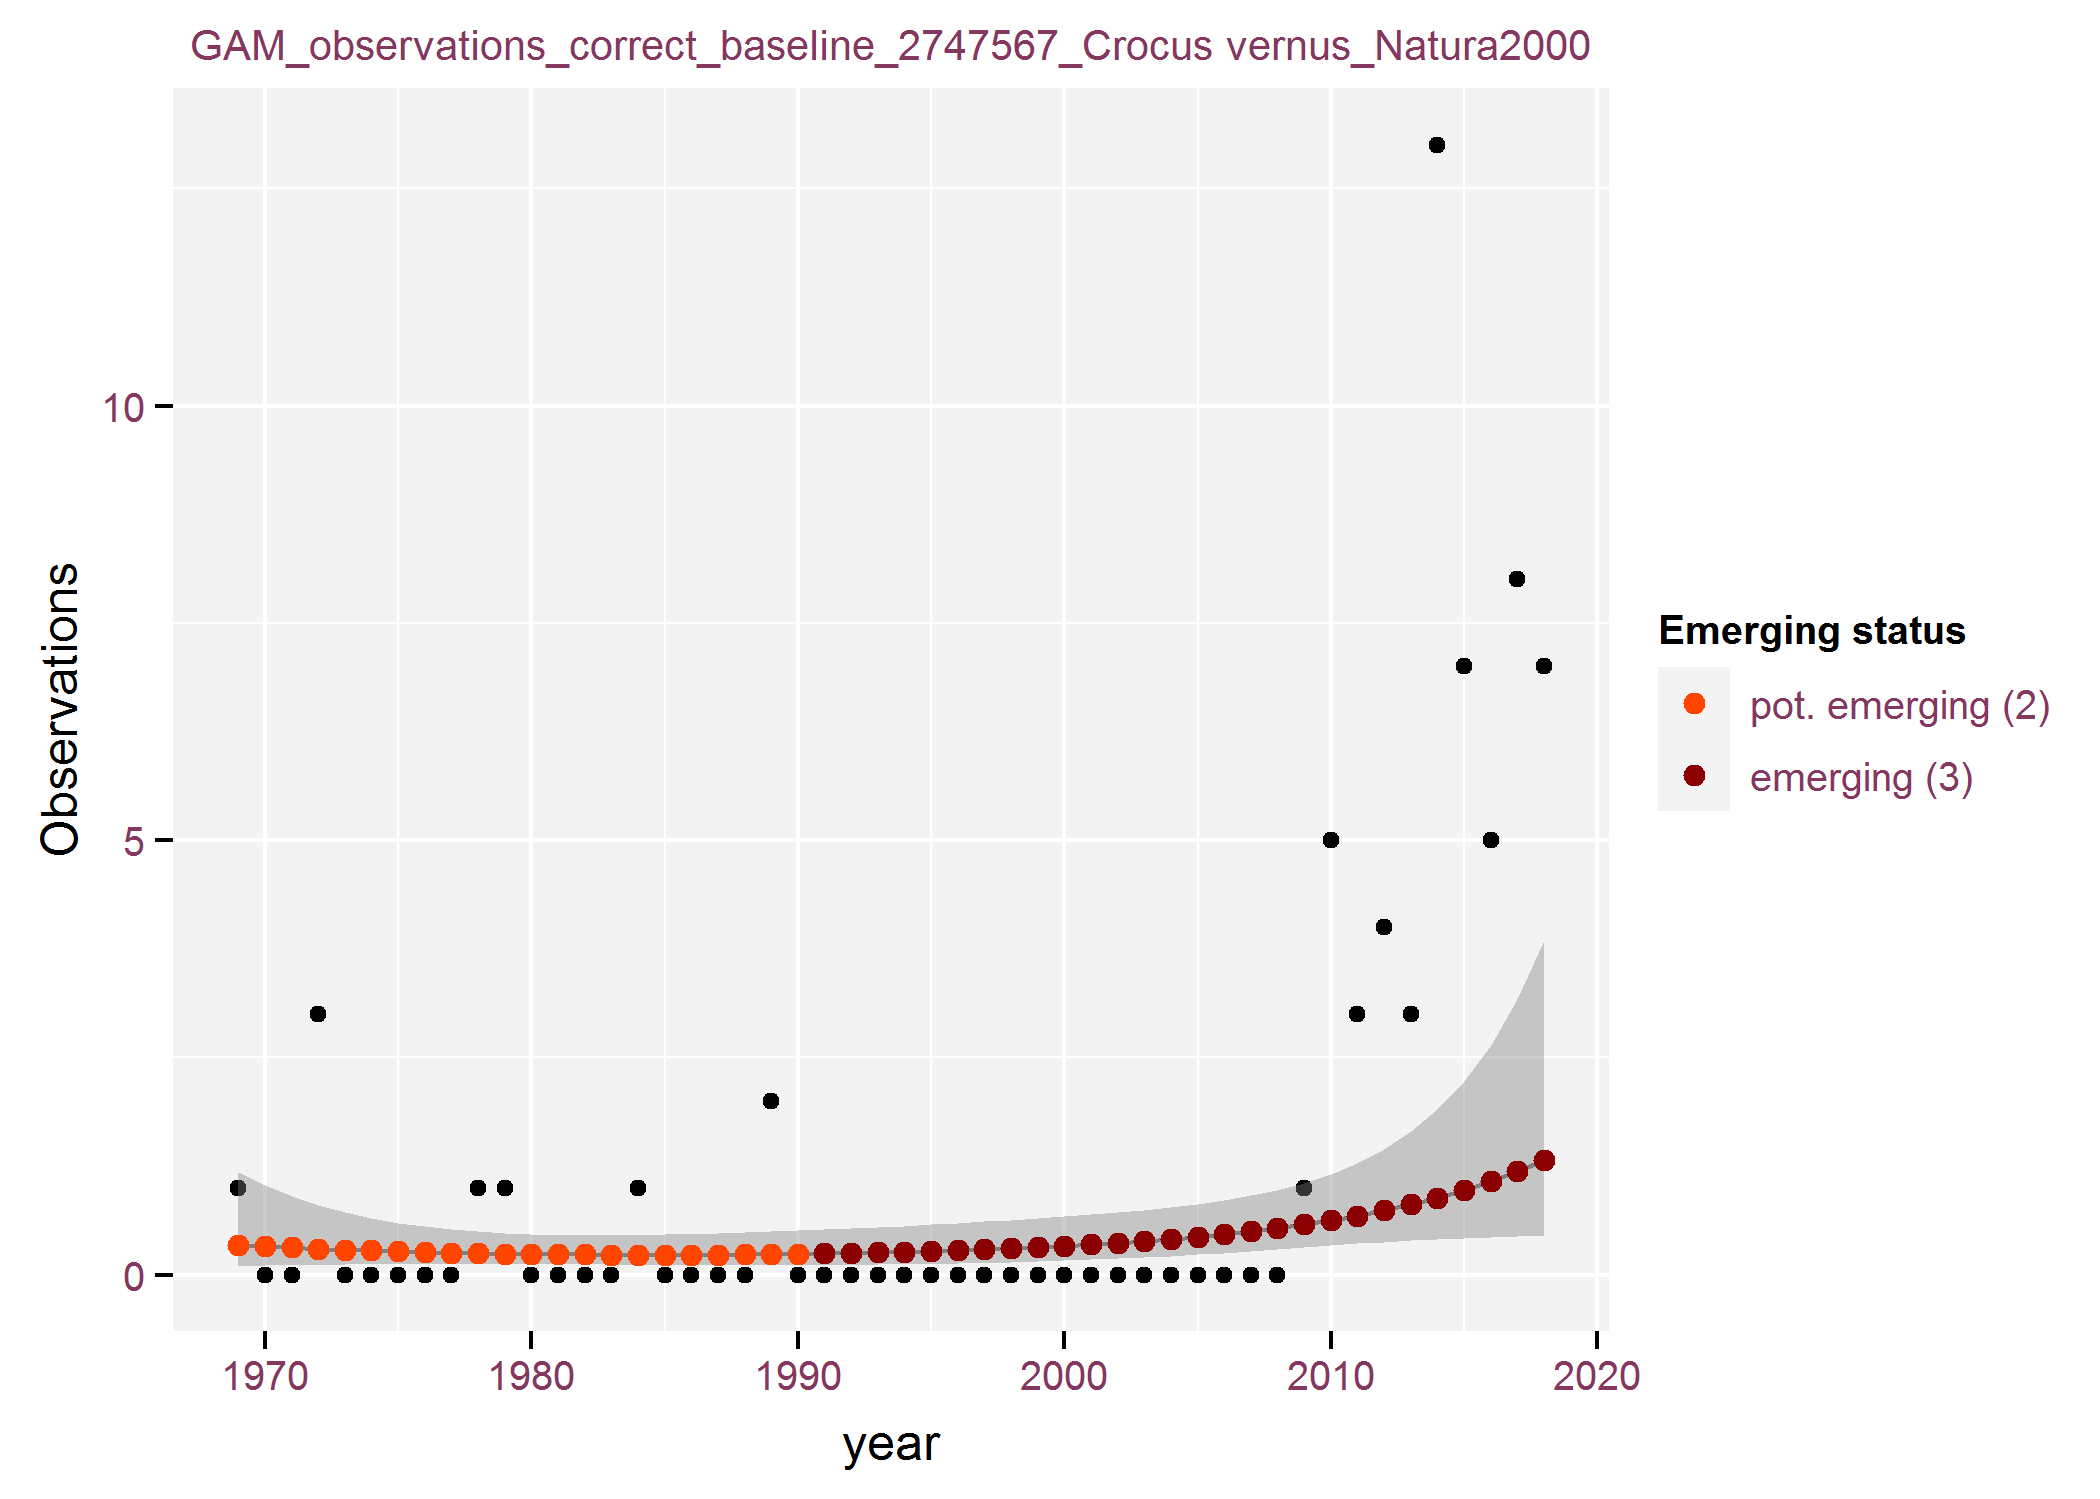 GAM_observations_correct_baseline_2747567_Crocus vernus_Natura2000
Observations
10
5
0
1970 1980 1990 2000 2010 2020
year
Emerging status
pot. emerging (2)
emerging (3)